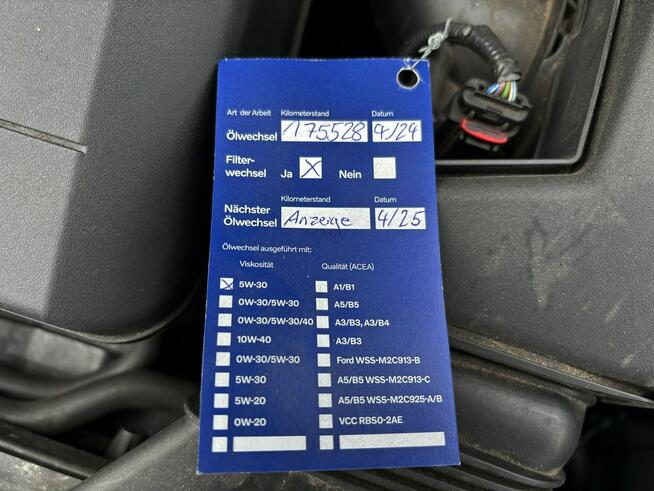 Art der Arbeit Kilometerstand Datum
Ölwechsel 175528 4/24
Filter-
wechsel Ja X Nein
Kilometerstand Datum
Nächster
Ölwechsel Anzeige 4/25
Ölwechsel ausgeführt mit:
Viskosität Qualität (ACEA)
X 5W-30 A1/B1
0W-30/5W-30 A5/B5
0W-30/5W-30/40 A3/B3, A3/B4
10W-40 A3/B3
0W-30/5W-30 Ford WSS-M2C913-B
5W-30 A5/B5 WSS-M2C913-C
5W-20 A5/B5 WSS-M2C925-A/B
0W-20 VCC RBS0-2AE